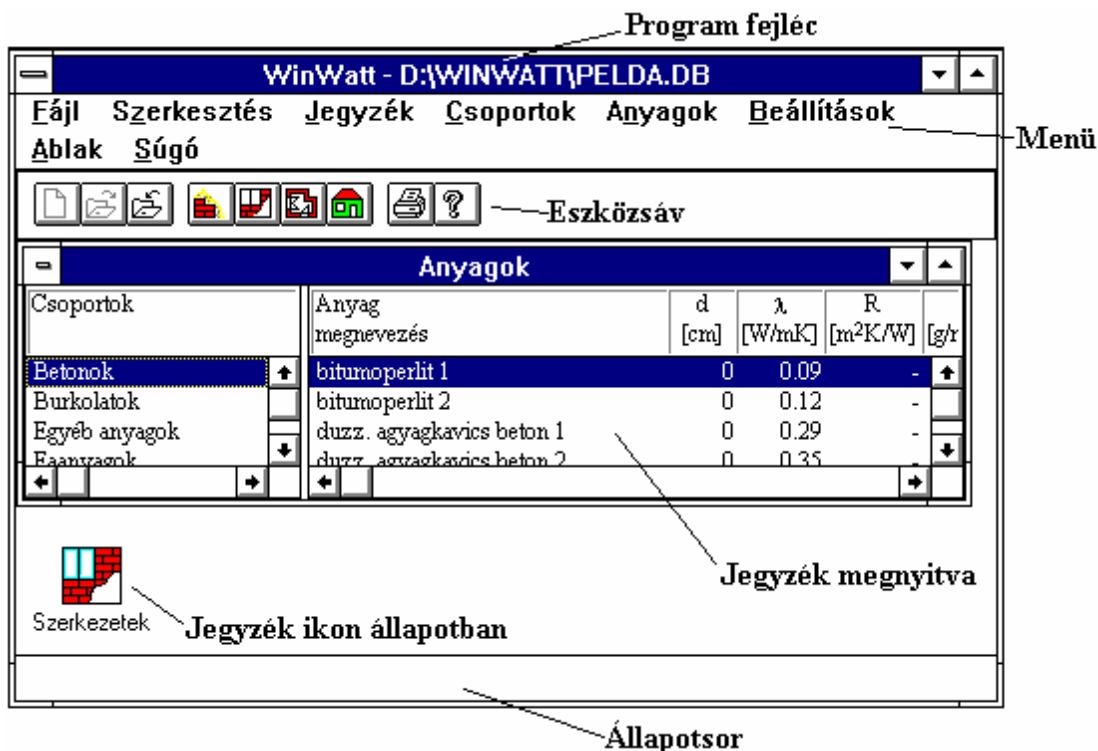 Program fejléc
WinWatt - D:\WINWATT\PELDA.DB
Fájl Szerkesztés Jegyzék Csoportok Anyagok Beállítások
Ablak Súgó
Menü
Eszközsáv
Anyagok
Csoportok
Anyag megnevezés d [cm] λ [W/mK] R [m²K/W] [g/r
Betonok
Burkolatok
Egyéb anyagok
Faanyagok
bitumoperlit 1 0 0.09 -
bitumoperlit 2 0 0.12 -
duzz. agyagkavics beton 1 0 0.29 -
duzz. agyagkavics beton 2 0 0.35 -
Jegyzék megnyitva
Szerkezetek
Jegyzék ikon állapotban
Állapotsor